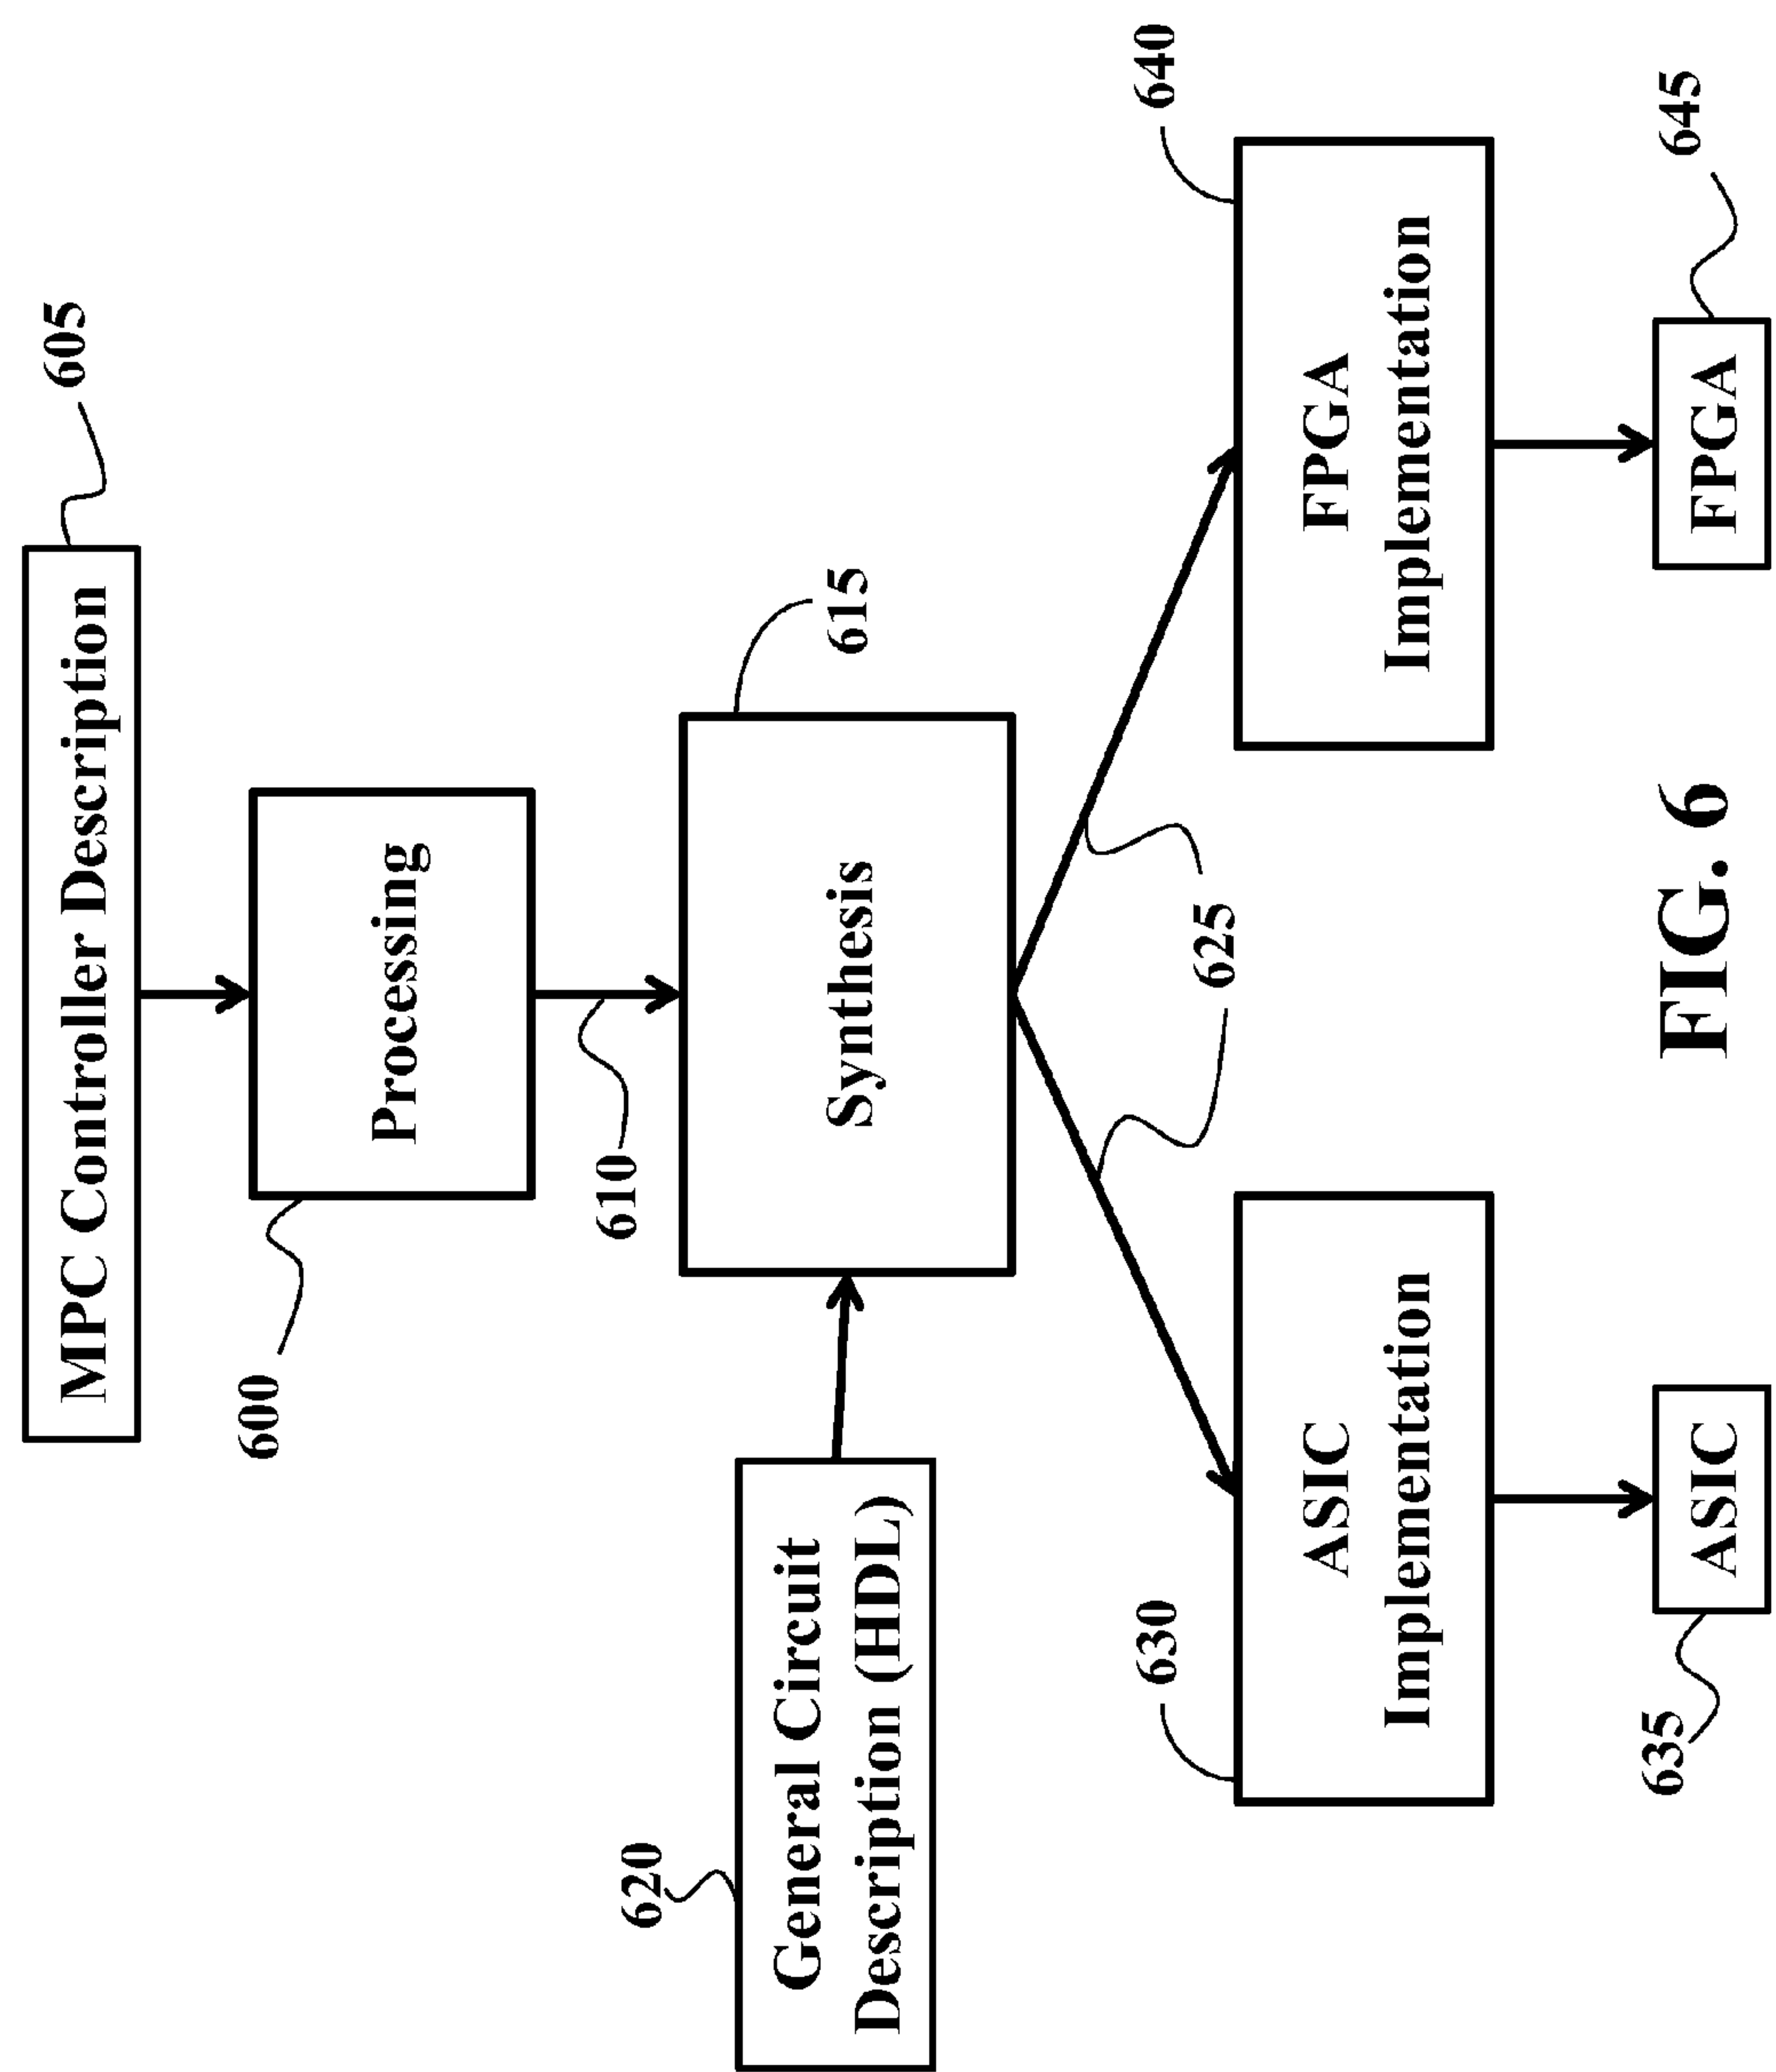 605
MPC Controller Description
600
Processing
610
615
620
General Circuit
Description (HDL)
Synthesis
625
630
640
ASIC
Implementation
FPGA
Implementation
635
ASIC
645
FPGA
FIG. 6